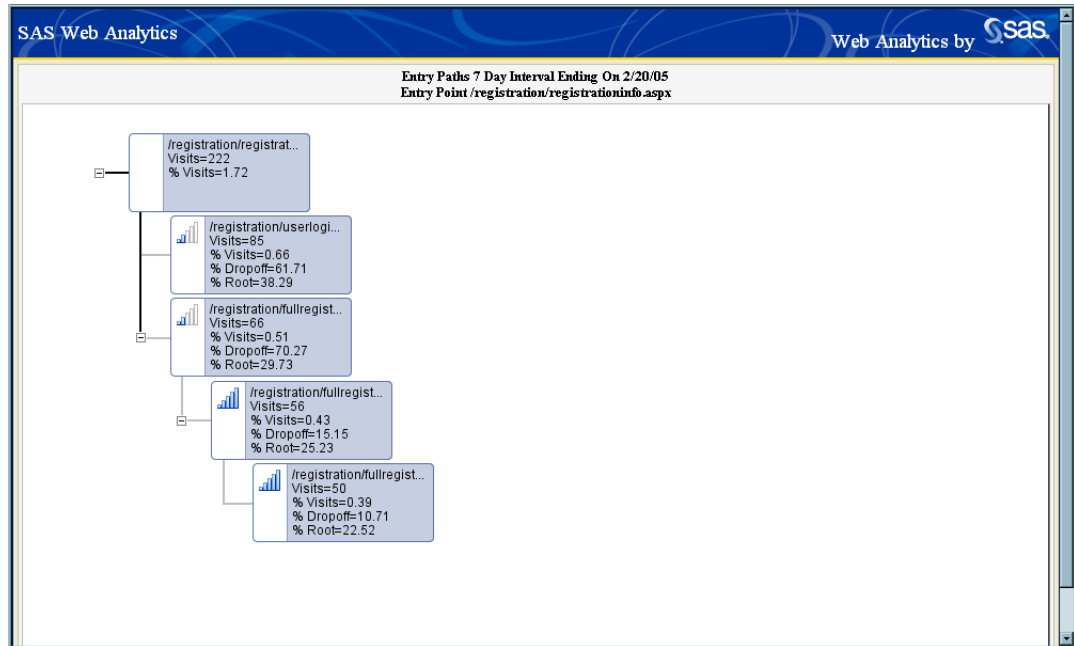 SAS Web Analytics
Web Analytics by sas.
Entry Paths 7 Day Interval Ending On 2/20/05
Entry Point /registration/registrationinfo.aspx
/registration/registrat...
Visits=222
% Visits=1.72
/registration/userlogi...
Visits=85
% Visits=0.66
% Dropoff=61.71
% Root=38.29
/registration/fullregist...
Visits=66
% Visits=0.51
% Dropoff=70.27
% Root=29.73
/registration/fullregist...
Visits=56
% Visits=0.43
% Dropoff=15.15
% Root=25.23
/registration/fullregist...
Visits=50
% Visits=0.39
% Dropoff=10.71
% Root=22.52